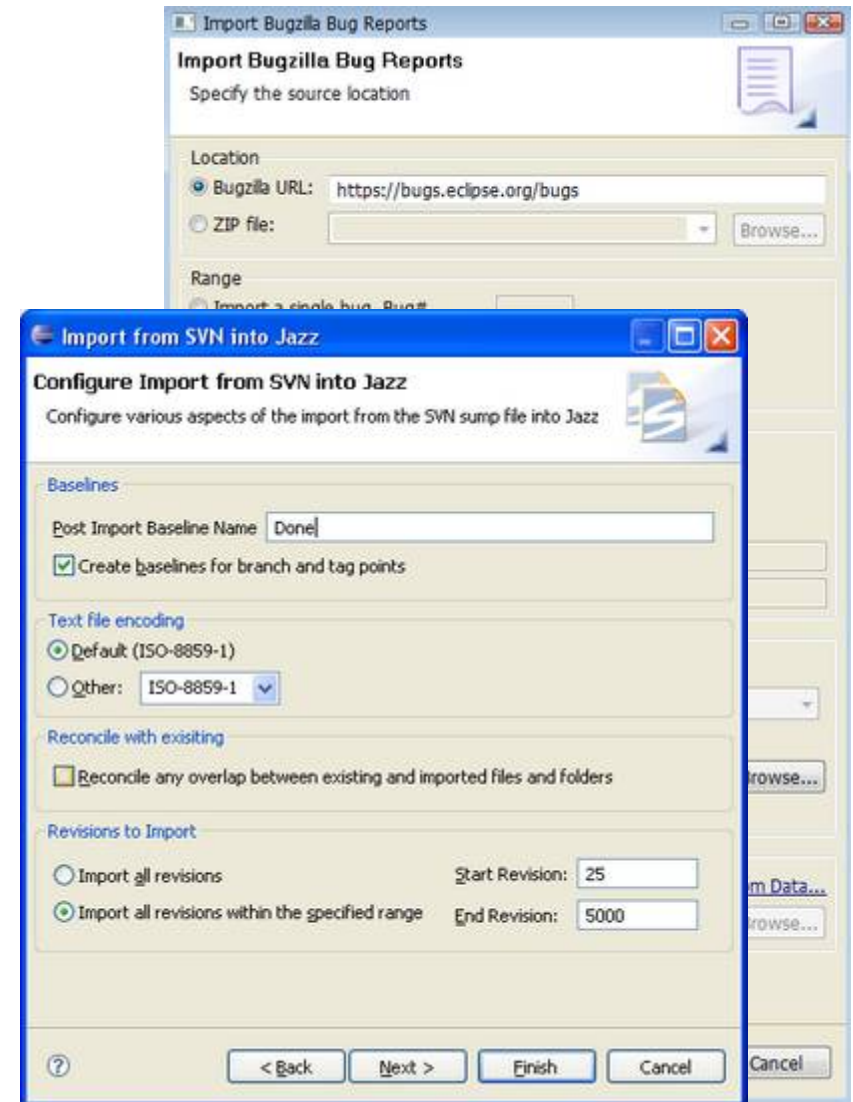 Import Bugzilla Bug Reports
Import Bugzilla Bug Reports
Specify the source location
Location
Bugzilla URL: https://bugs.eclipse.org/bugs
ZIP file: Browse...
Range
Import a single bug, Bug#
Import from SVN into Jazz
Configure Import from SVN into Jazz
Configure various aspects of the import from the SVN sump file into Jazz
Baselines
Post Import Baseline Name Done
Create baselines for branch and tag points
Text file encoding
Default (ISO-8859-1)
Other: ISO-8859-1
Reconcile with exisiting
Reconcile any overlap between existing and imported files and folders
rowse...
Revisions to Import
Import all revisions Start Revision: 25
om Data...
Import all revisions within the specified range End Revision: 5000
rowse...
< Back Next > Finish Cancel
Cancel